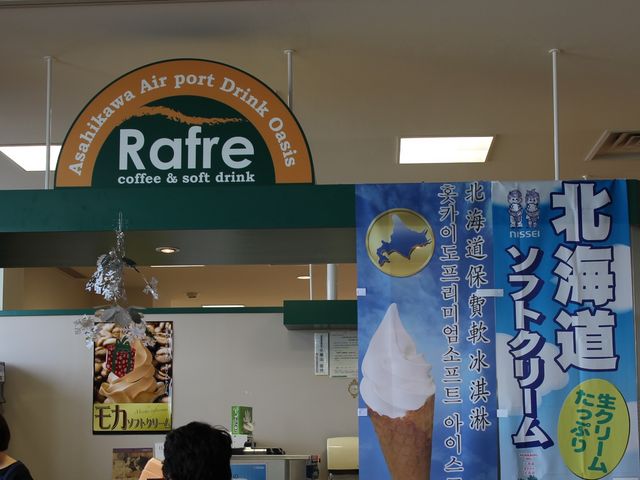 Asahikawa Air port Drink Oasis
Rafre
coffee & soft drink
北海道保費軟冰淇淋
홋카이도프리미엄소프트 아이스
NISSEI
北海道
ソフトクリーム
生クリーム
たっぷり
モカソフトクリーム